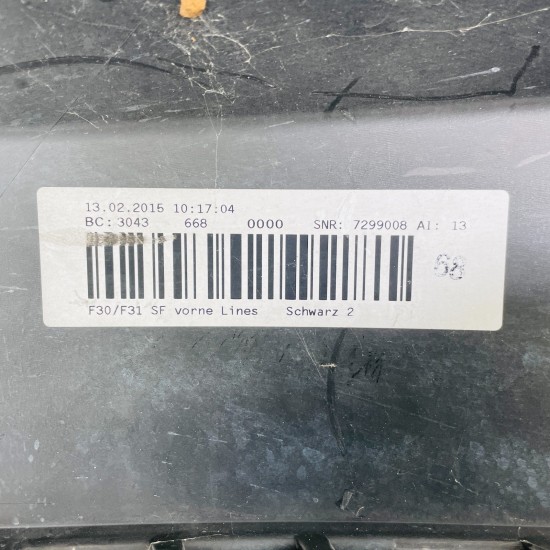 13.02.2015 10:17:04
BC: 3043 668 0000 SNR: 7299008 AI: 13
F30/F31 SF vorne Lines Schwarz 2